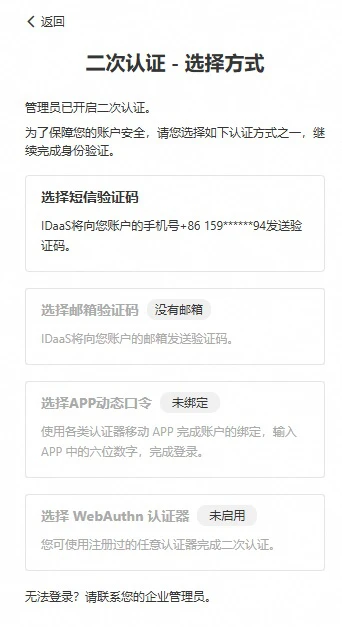 返回
二次认证 - 选择方式
管理员已开启二次认证。
为了保障您的账户安全，请您选择如下认证方式之一，继
续完成身份验证。
选择短信验证码
IDaaS将向您账户的手机号+86 159******94发送验
证码。
选择邮箱验证码 没有邮箱
IDaaS将向您账户的邮箱发送验证码。
选择APP动态口令 未绑定
使用各类认证器移动 APP 完成账户的绑定，输入
APP 中的六位数字，完成登录。
选择 WebAuthn 认证器 未启用
您可使用注册过的任意认证器完成二次认证。
无法登录？请联系您的企业管理员。